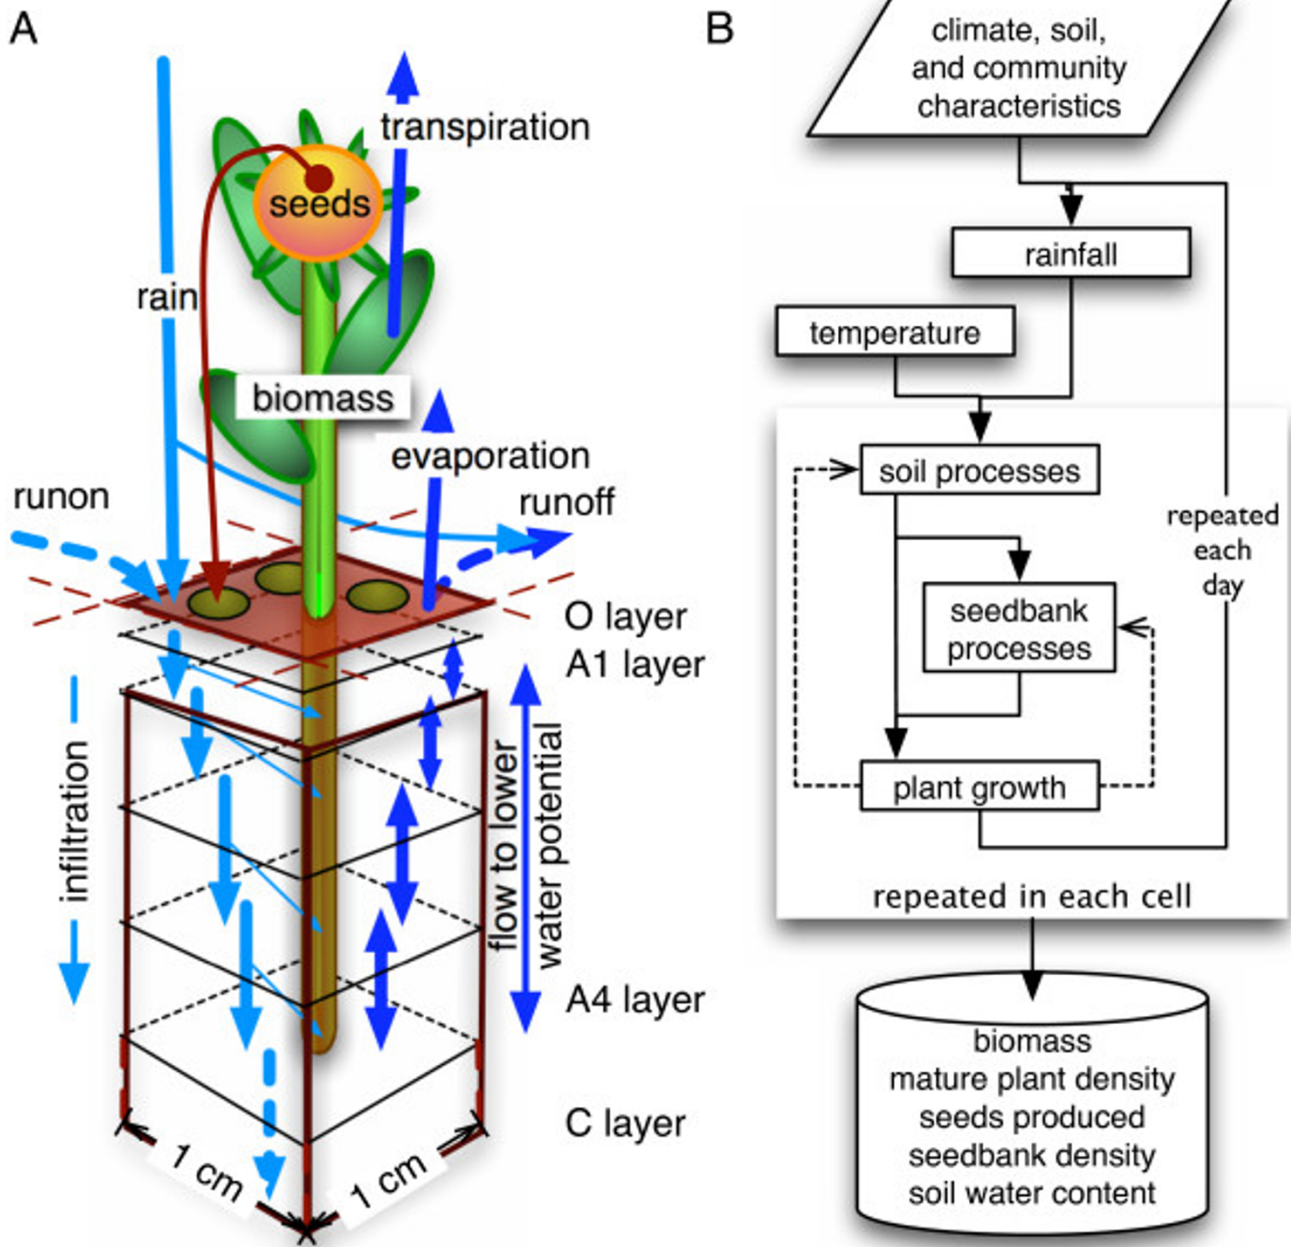 A
transpiration
seeds
rain
biomass
evaporation
runon
runoff
O layer
A1 layer
infiltration
flow to lower
water potential
A4 layer
C layer
1 cm
1 cm
B
climate, soil,
and community
characteristics
rainfall
temperature
soil processes
repeated
each
day
seedbank
processes
plant growth
repeated in each cell
biomass
mature plant density
seeds produced
seedbank density
soil water content